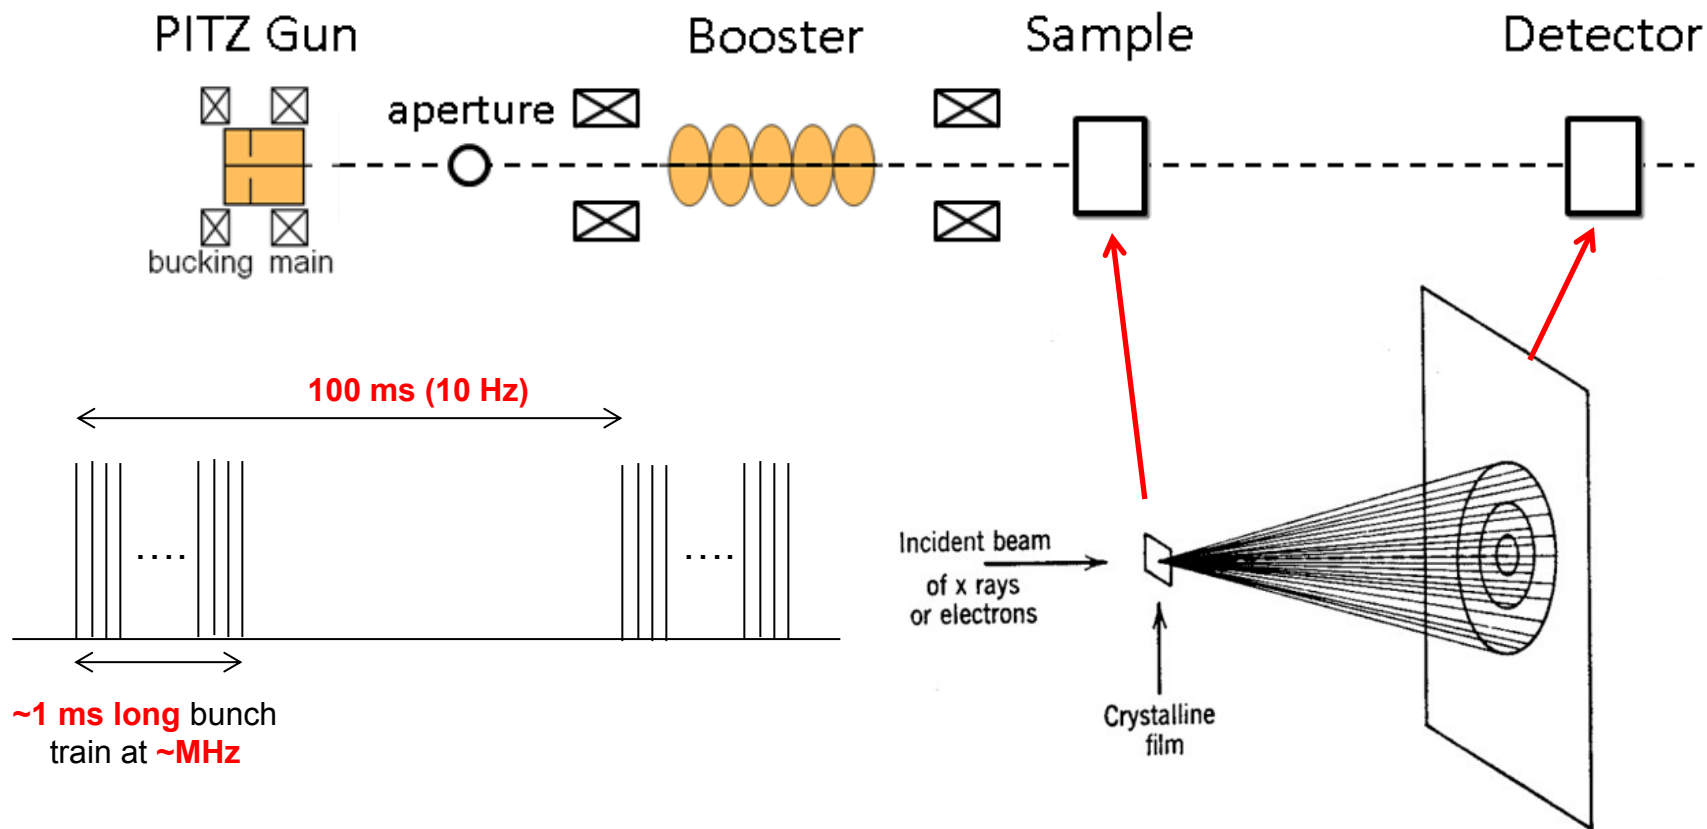 PITZ Gun
Booster
Sample
Detector
aperture
bucking main
100 ms (10 Hz)
....
....
~1 ms long bunch
train at ~MHz
Incident beam
of x rays
or electrons
Crystalline
film